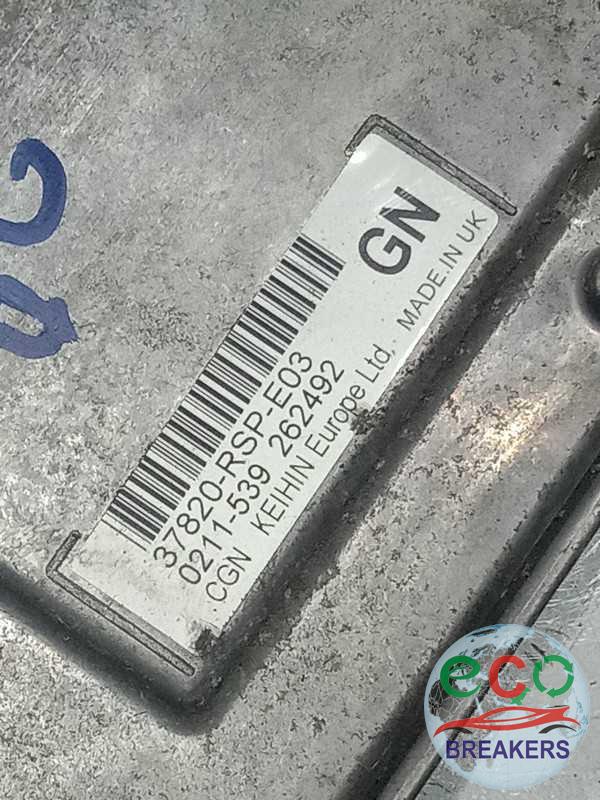 GN
37820-RSP-E03
0211-539 262492
CGN KEIHIN Europe Ltd, MADE IN UK
eco
BREAKERS